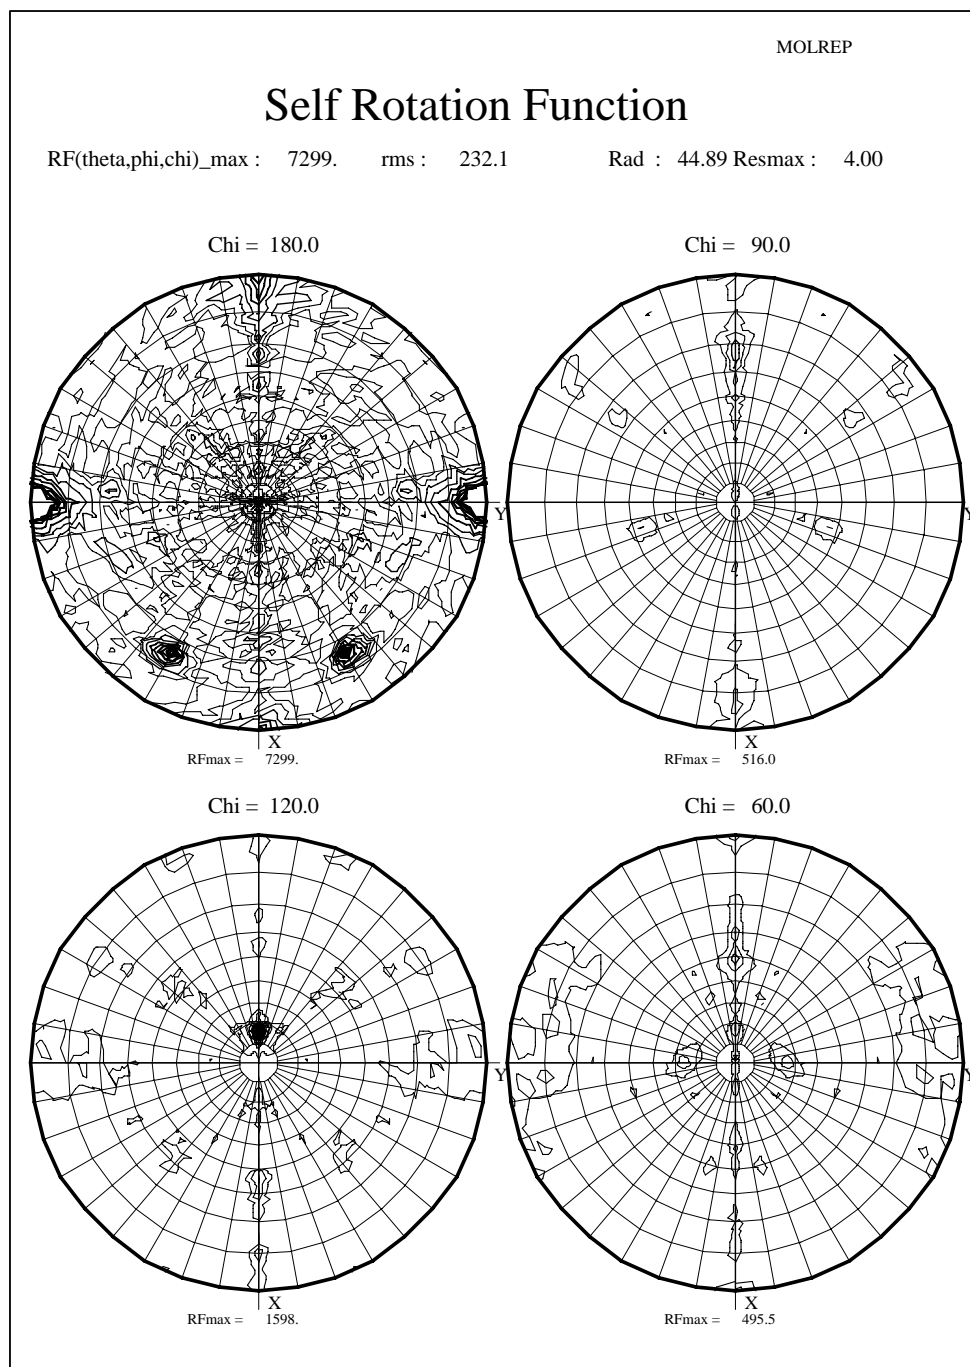 MOLREP
Self Rotation Function
RF(theta,phi,chi)_max : 7299. rms : 232.1 Rad : 44.89 Resmax : 4.00
Chi = 180.0 Chi = 90.0
Y Y
X X
RFmax = 7299. RFmax = 516.0
Chi = 120.0 Chi = 60.0
Y Y
X X
RFmax = 1598. RFmax = 495.5